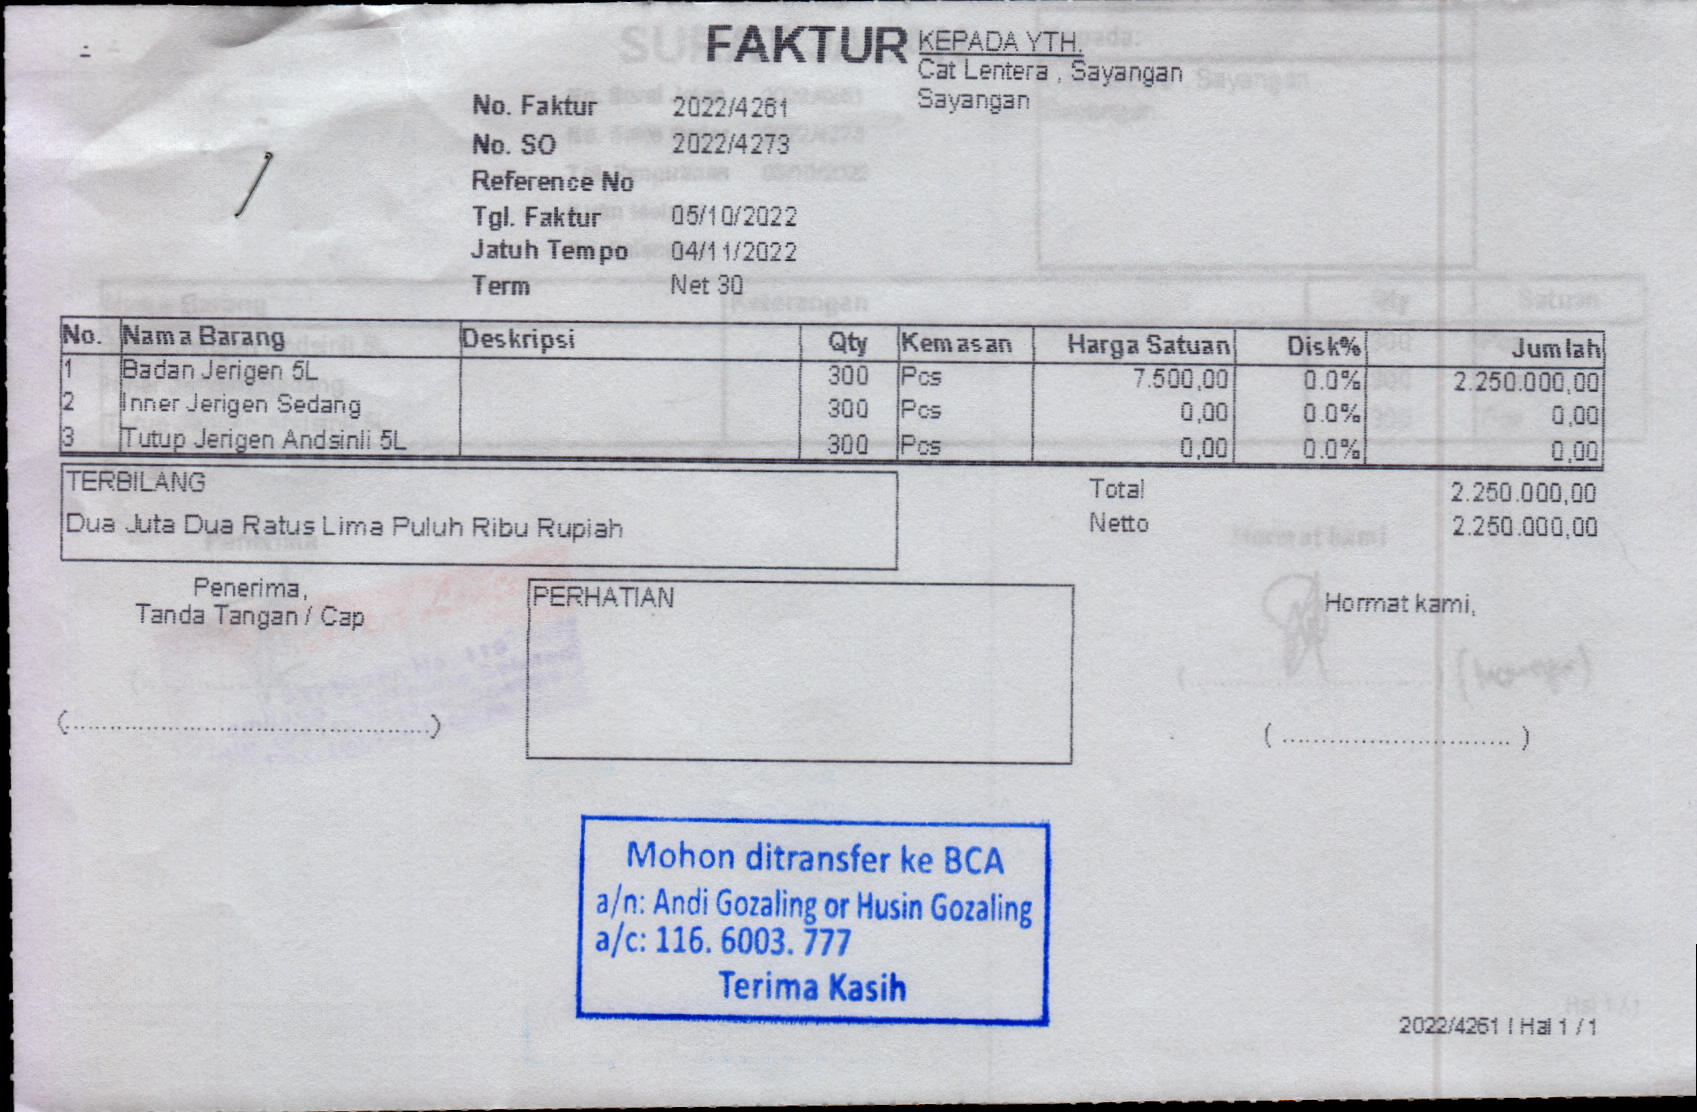 FAKTUR
KEPADA YTH.
Cat Lentera , Sayangan
Sayangan
No. Faktur 2022/4261
No. SO 2022/4273
Reference No
Tgl. Faktur 05/10/2022
Jatuh Tempo 04/11/2022
Term Net 30
No. Nama Barang Deskripsi Qty Kemasan Harga Satuan Disk% Jumlah
1 Badan Jerigen 5L 300 Pcs 7.500,00 0.0% 2.250.000,00
2 Inner Jerigen Sedang 300 Pcs 0,00 0.0% 0,00
3 Tutup Jerigen Andsinli 5L 300 Pcs 0,00 0.0% 0,00
TERBILANG
Dua Juta Dua Ratus Lima Puluh Ribu Rupiah
Total 2.250.000,00
Netto 2.250.000,00
Penerima,
Tanda Tangan / Cap
(..............................................)
PERHATIAN
Hormat kami,
( ............................. )
Mohon ditransfer ke BCA
a/n: Andi Gozaling or Husin Gozaling
a/c: 116. 6003. 777
Terima Kasih
2022/4261 | Hal 1 / 1